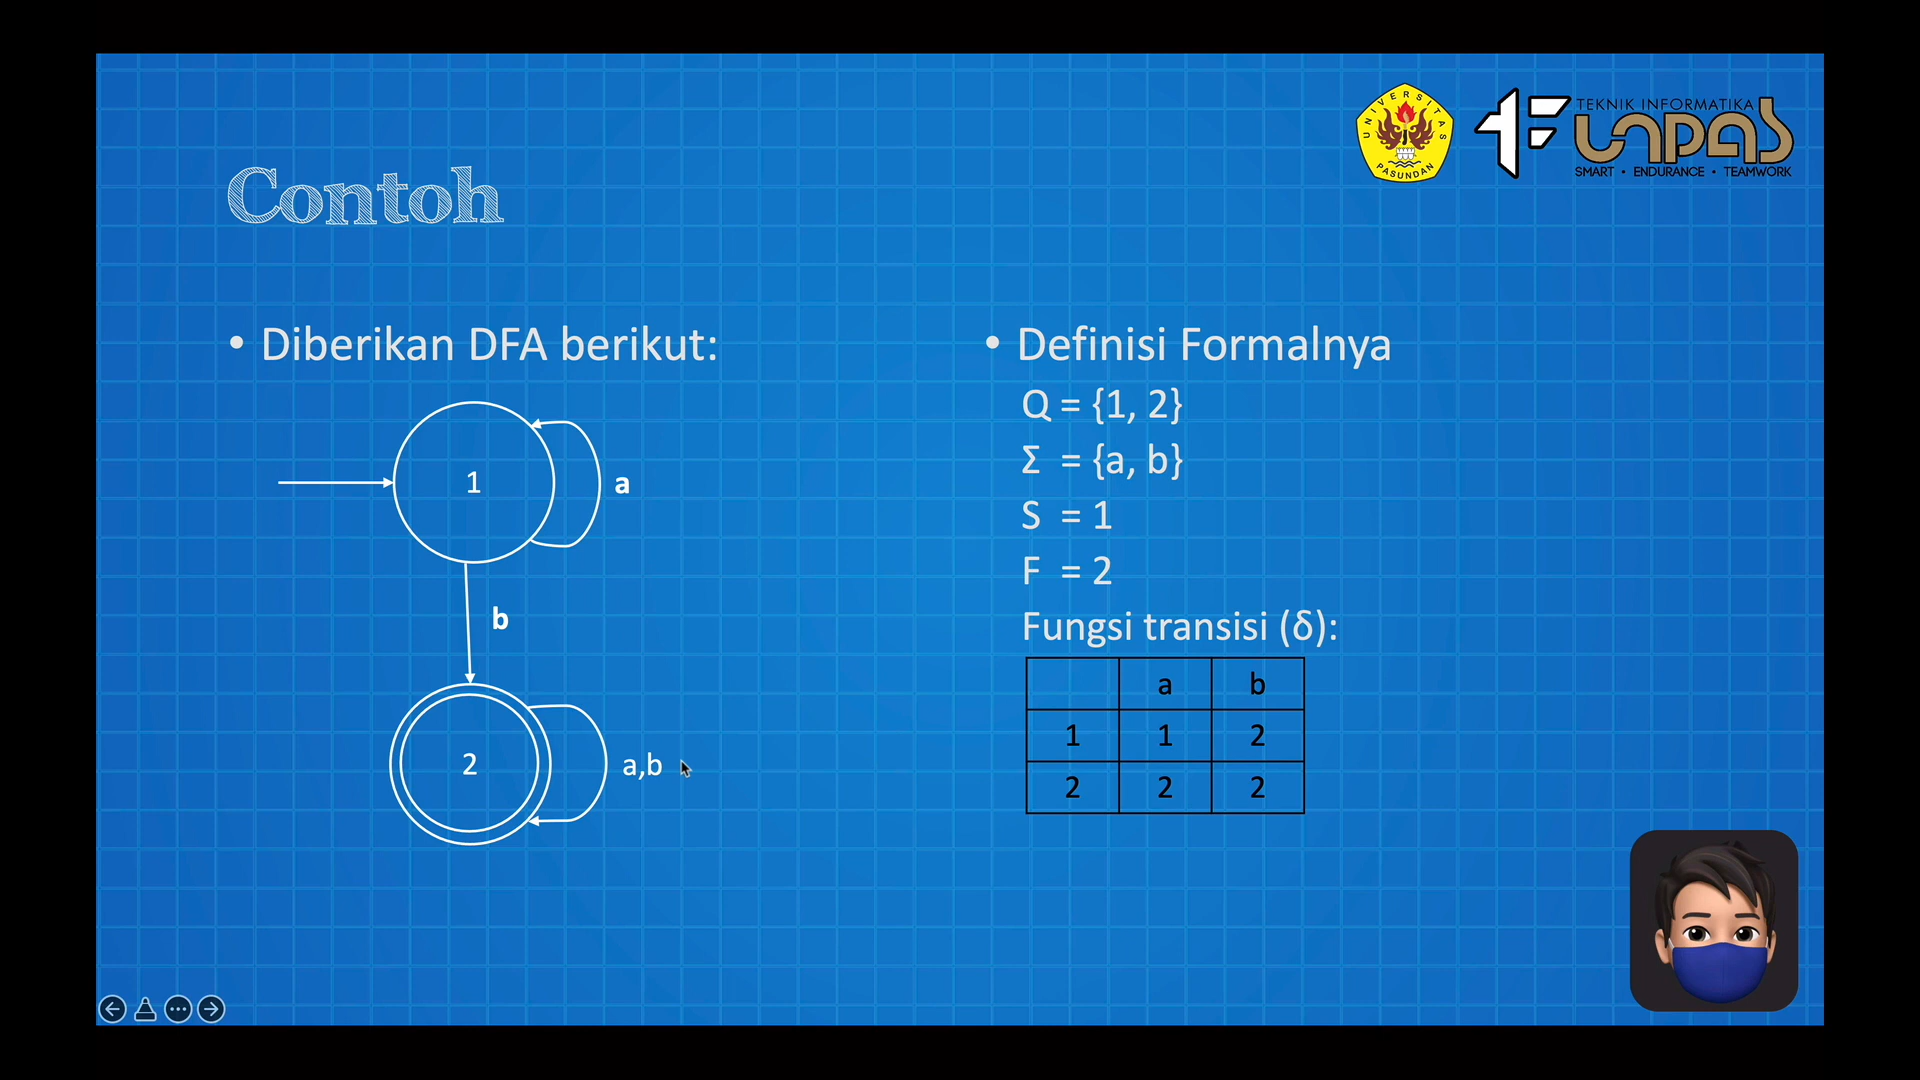 UNIVERSITAS
PASUNDAN
TEKNIK INFORMATIKA
UNPAS
SMART • ENDURANCE • TEAMWORK
Contoh
• Diberikan DFA berikut:
1
a
b
2
a,b
• Definisi Formalnya
Q = {1, 2}
Σ = {a, b}
S = 1
F = 2
Fungsi transisi (δ):
a b
1 1 2
2 2 2